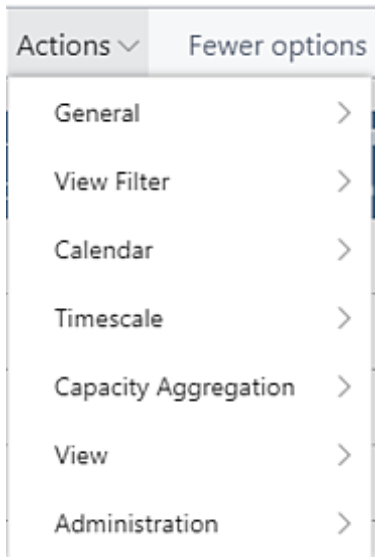 Actions Fewer options
General
View Filter
Calendar
Timescale
Capacity Aggregation
View
Administration